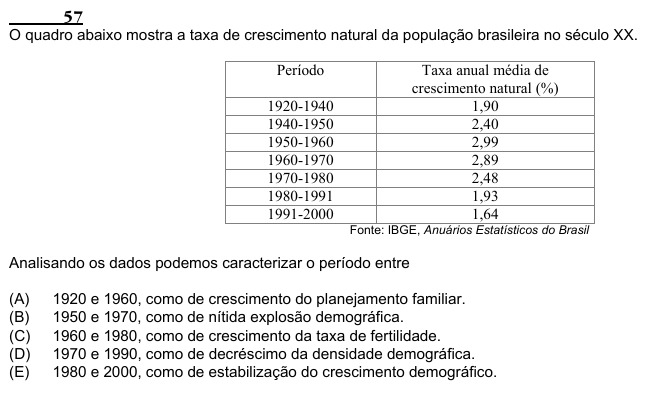 57
O quadro abaixo mostra a taxa de crescimento natural da população brasileira no século XX.
Período Taxa anual média de
crescimento natural (%)
1920-1940 1,90
1940-1950 2,40
1950-1960 2,99
1960-1970 2,89
1970-1980 2,48
1980-1991 1,93
1991-2000 1,64
Fonte: IBGE, Anuários Estatísticos do Brasil
Analisando os dados podemos caracterizar o período entre
(A) 1920 e 1960, como de crescimento do planejamento familiar.
(B) 1950 e 1970, como de nítida explosão demográfica.
(C) 1960 e 1980, como de crescimento da taxa de fertilidade.
(D) 1970 e 1990, como de decréscimo da densidade demográfica.
(E) 1980 e 2000, como de estabilização do crescimento demográfico.